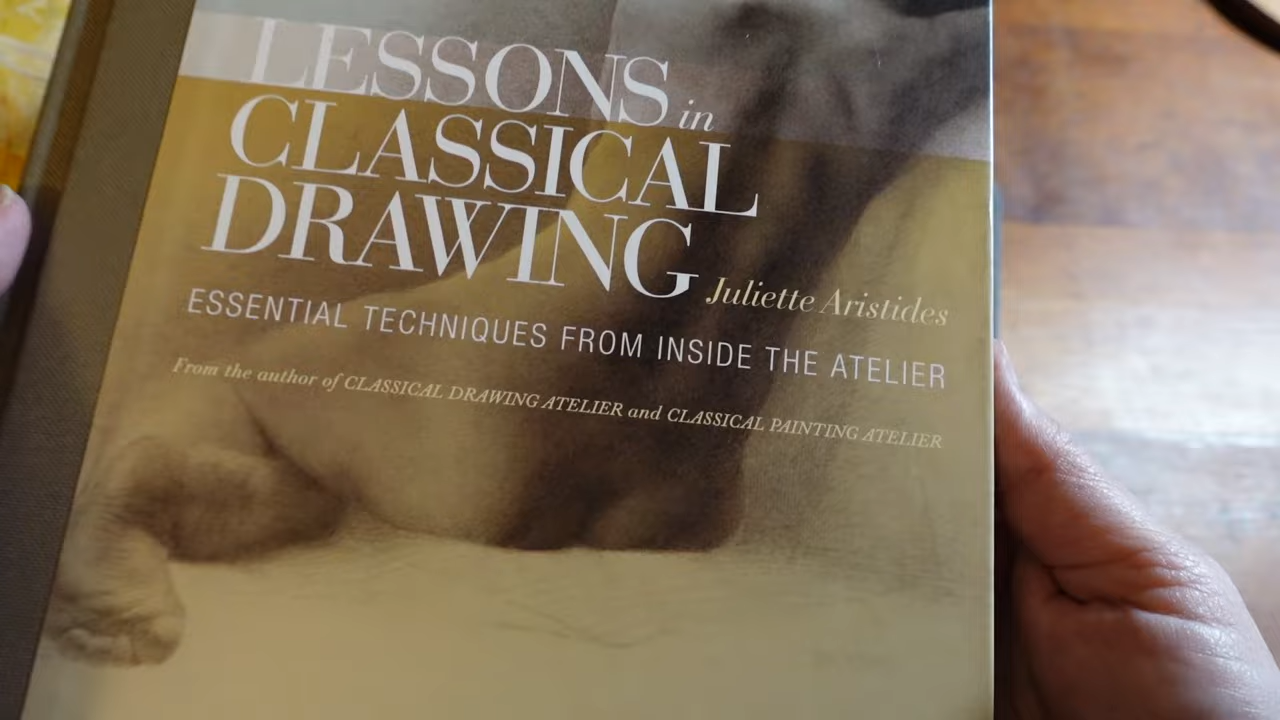 LESSONS in
CLASSICAL
DRAWING
Juliette Aristides
ESSENTIAL TECHNIQUES FROM INSIDE THE ATELIER
From the author of CLASSICAL DRAWING ATELIER and CLASSICAL PAINTING ATELIER